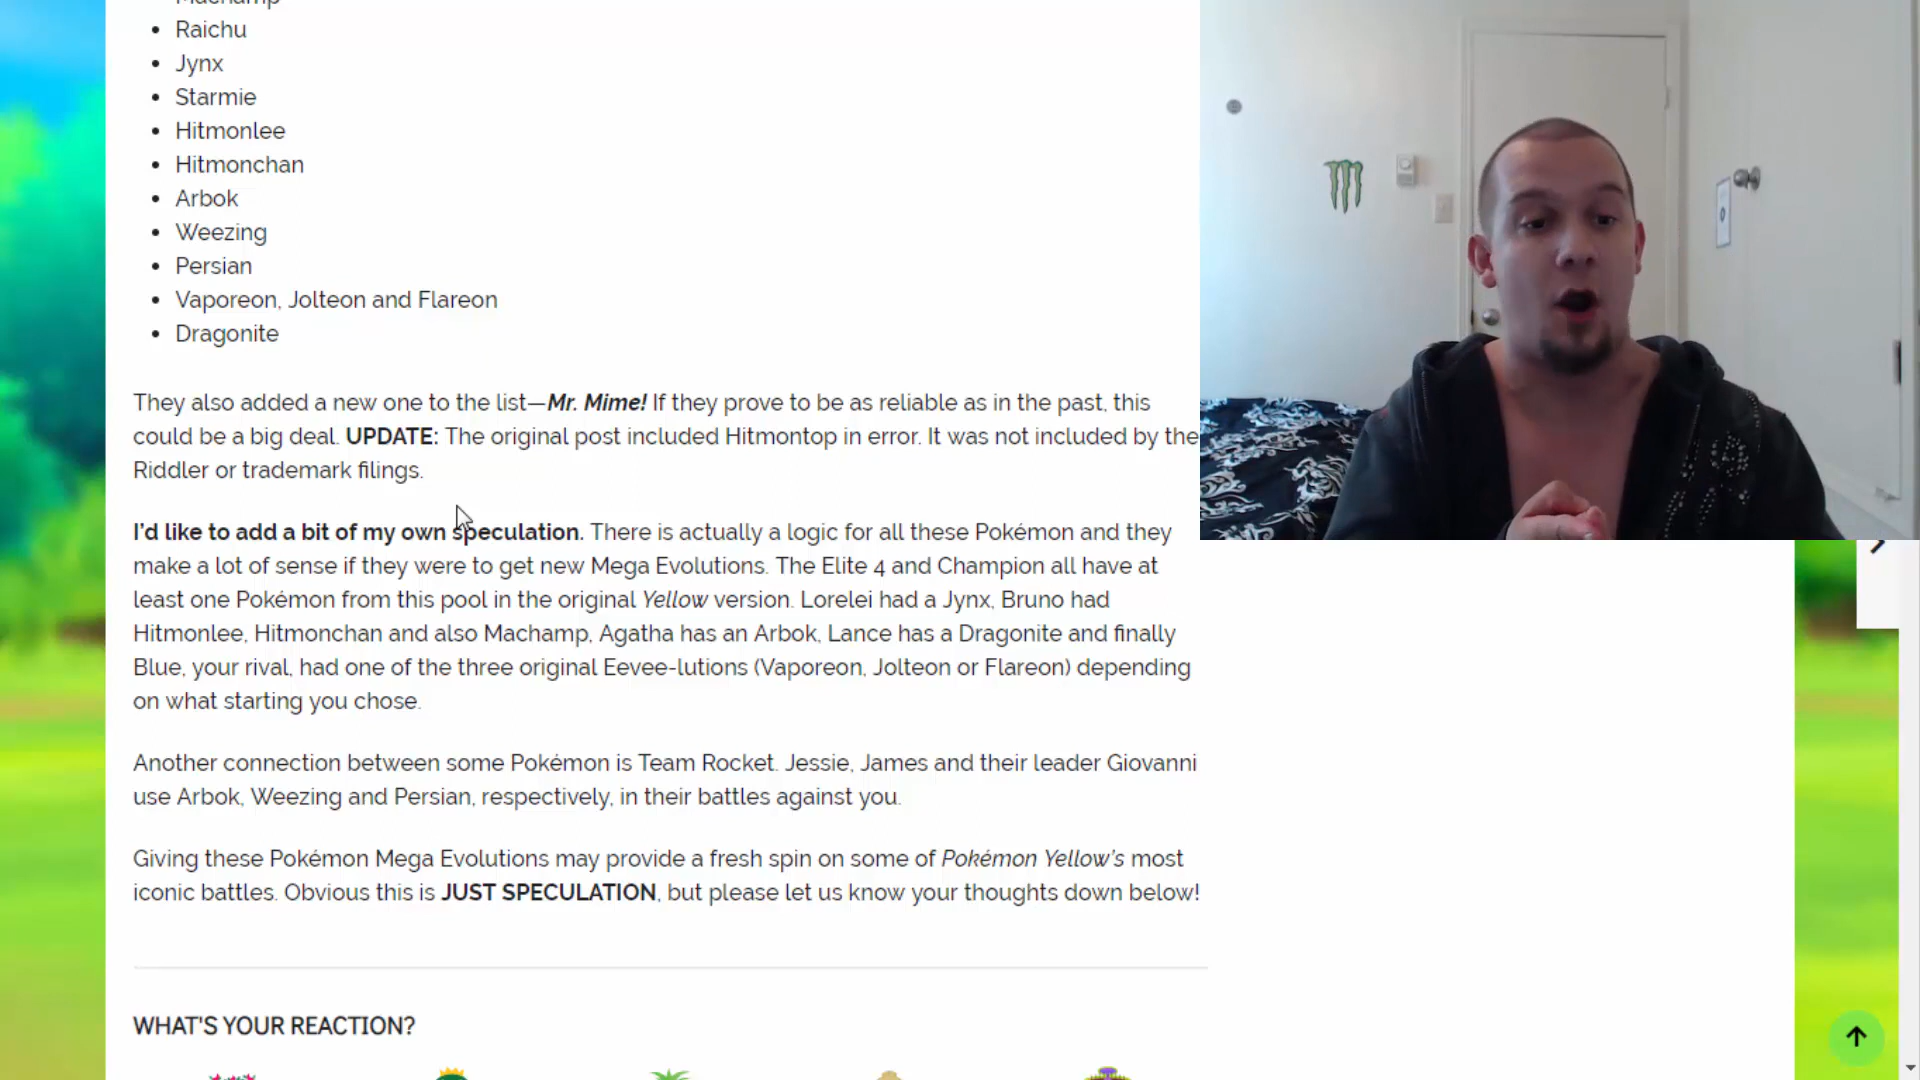 Machamp
Raichu
Jynx
Starmie
Hitmonlee
Hitmonchan
Arbok
Weezing
Persian
Vaporeon, Jolteon and Flareon
Dragonite
They also added a new one to the list—Mr. Mime! If they prove to be as reliable as in the past, this
could be a big deal. UPDATE: The original post included Hitmontop in error. It was not included by the
Riddler or trademark filings.
I'd like to add a bit of my own speculation. There is actually a logic for all these Pokémon and they
make a lot of sense if they were to get new Mega Evolutions. The Elite 4 and Champion all have at
least one Pokémon from this pool in the original Yellow version. Lorelei had a Jynx, Bruno had
Hitmonlee, Hitmonchan and also Machamp, Agatha has an Arbok, Lance has a Dragonite and finally
Blue, your rival, had one of the three original Eevee-lutions (Vaporeon, Jolteon or Flareon) depending
on what starting you chose.
Another connection between some Pokémon is Team Rocket. Jessie, James and their leader Giovanni
use Arbok, Weezing and Persian, respectively, in their battles against you.
Giving these Pokémon Mega Evolutions may provide a fresh spin on some of Pokémon Yellow's most
iconic battles. Obvious this is JUST SPECULATION, but please let us know your thoughts down below!
WHAT'S YOUR REACTION?